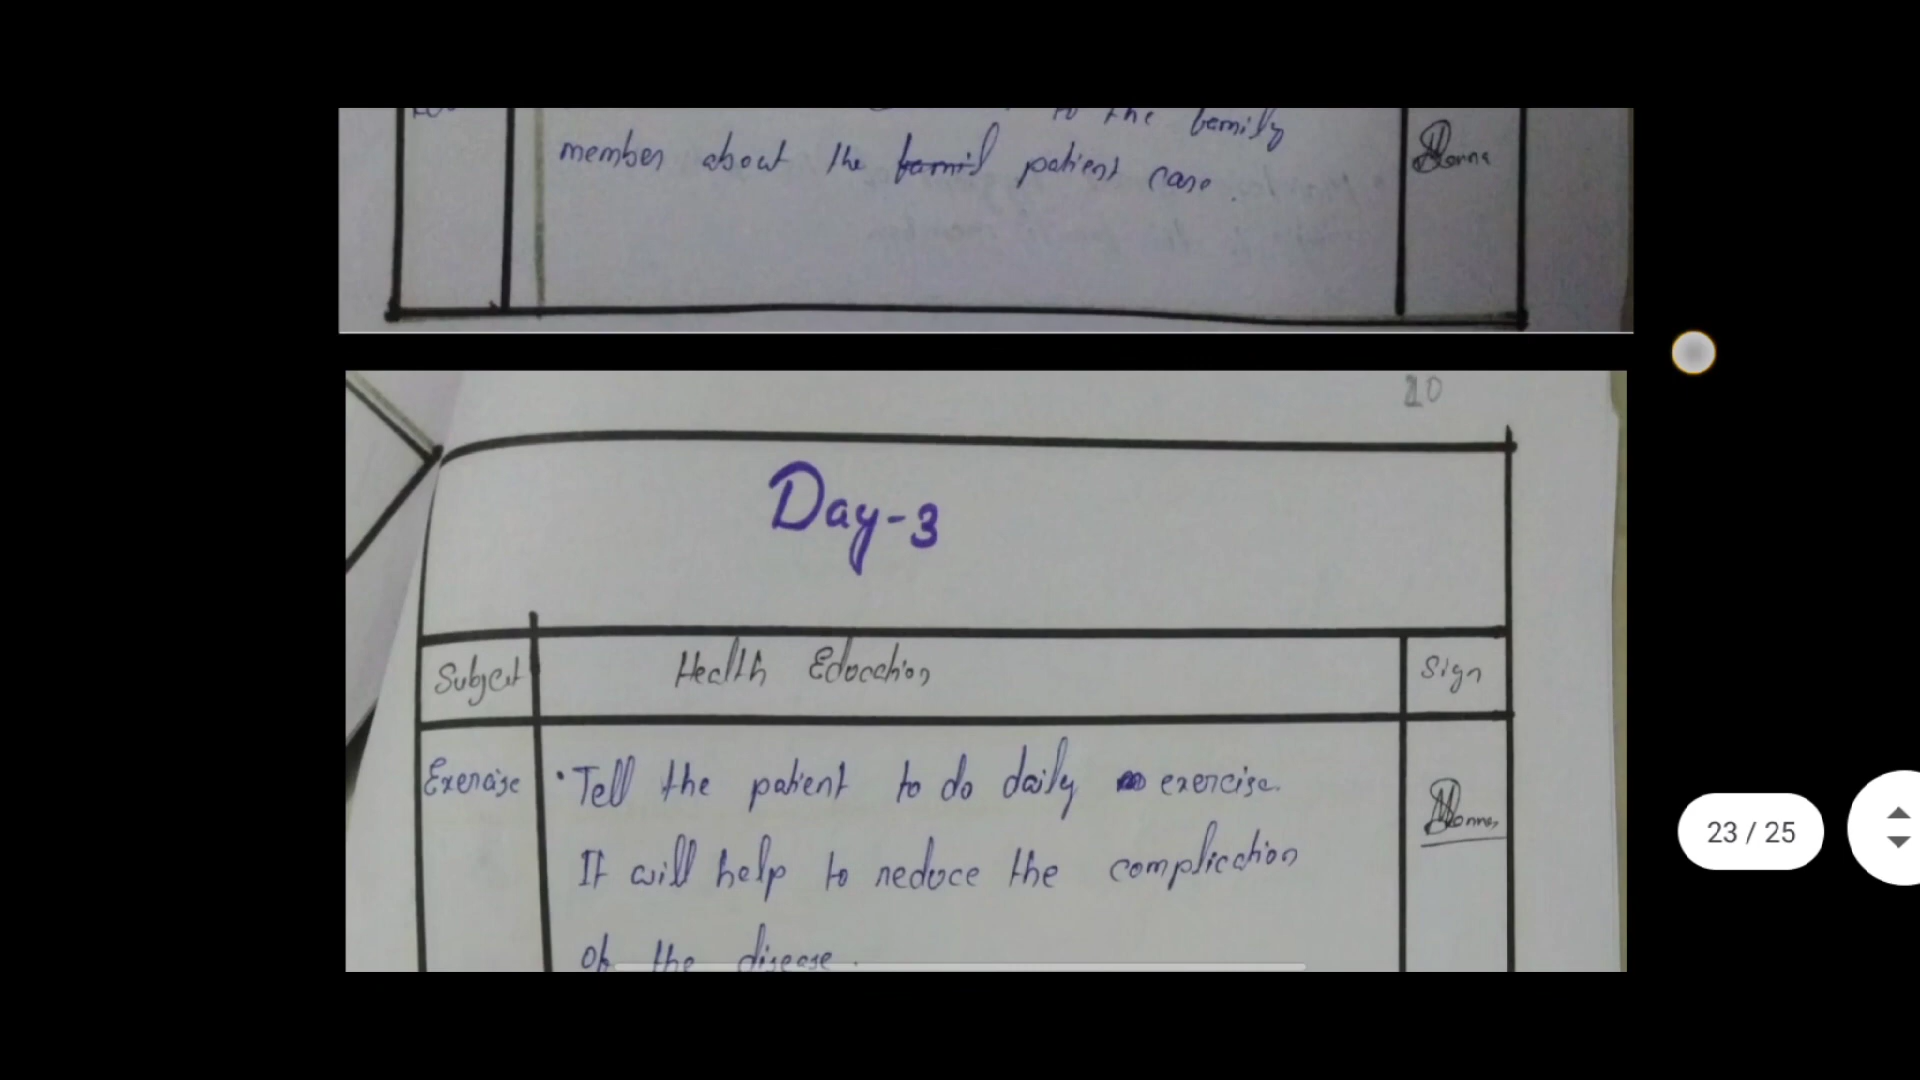 to the family
member about the famil patient care.
20
Day-3
Subject Health Education Sign
Exercise • Tell the patient to do daily exercise.
It will help to reduce the complication
of the disease.
23 / 25